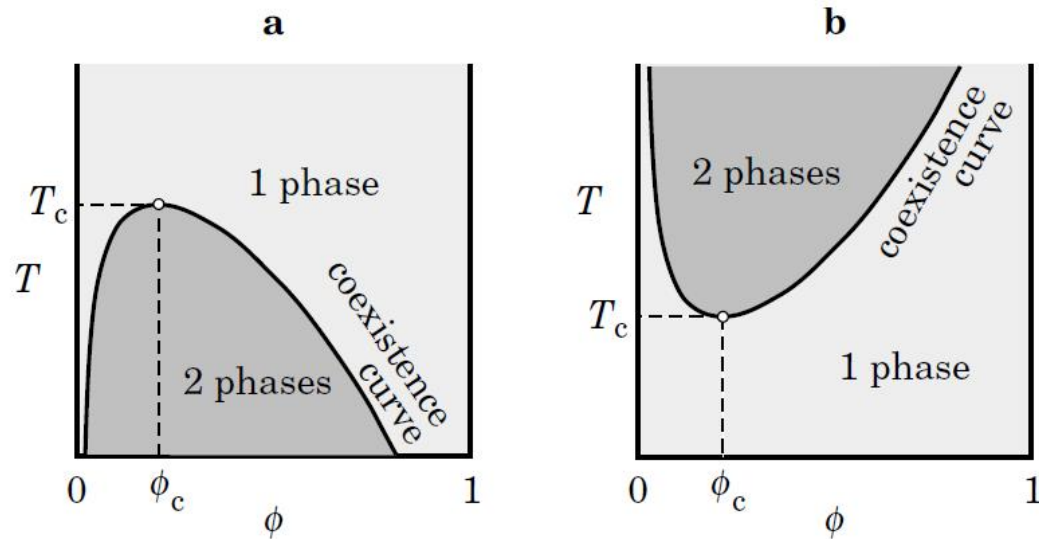 a
1 phase
T_c
T
2 phases
coexistence
curve
0
ϕ_c
1
ϕ
b
2 phases
coexistence
curve
T
T_c
1 phase
0
ϕ_c
1
ϕ